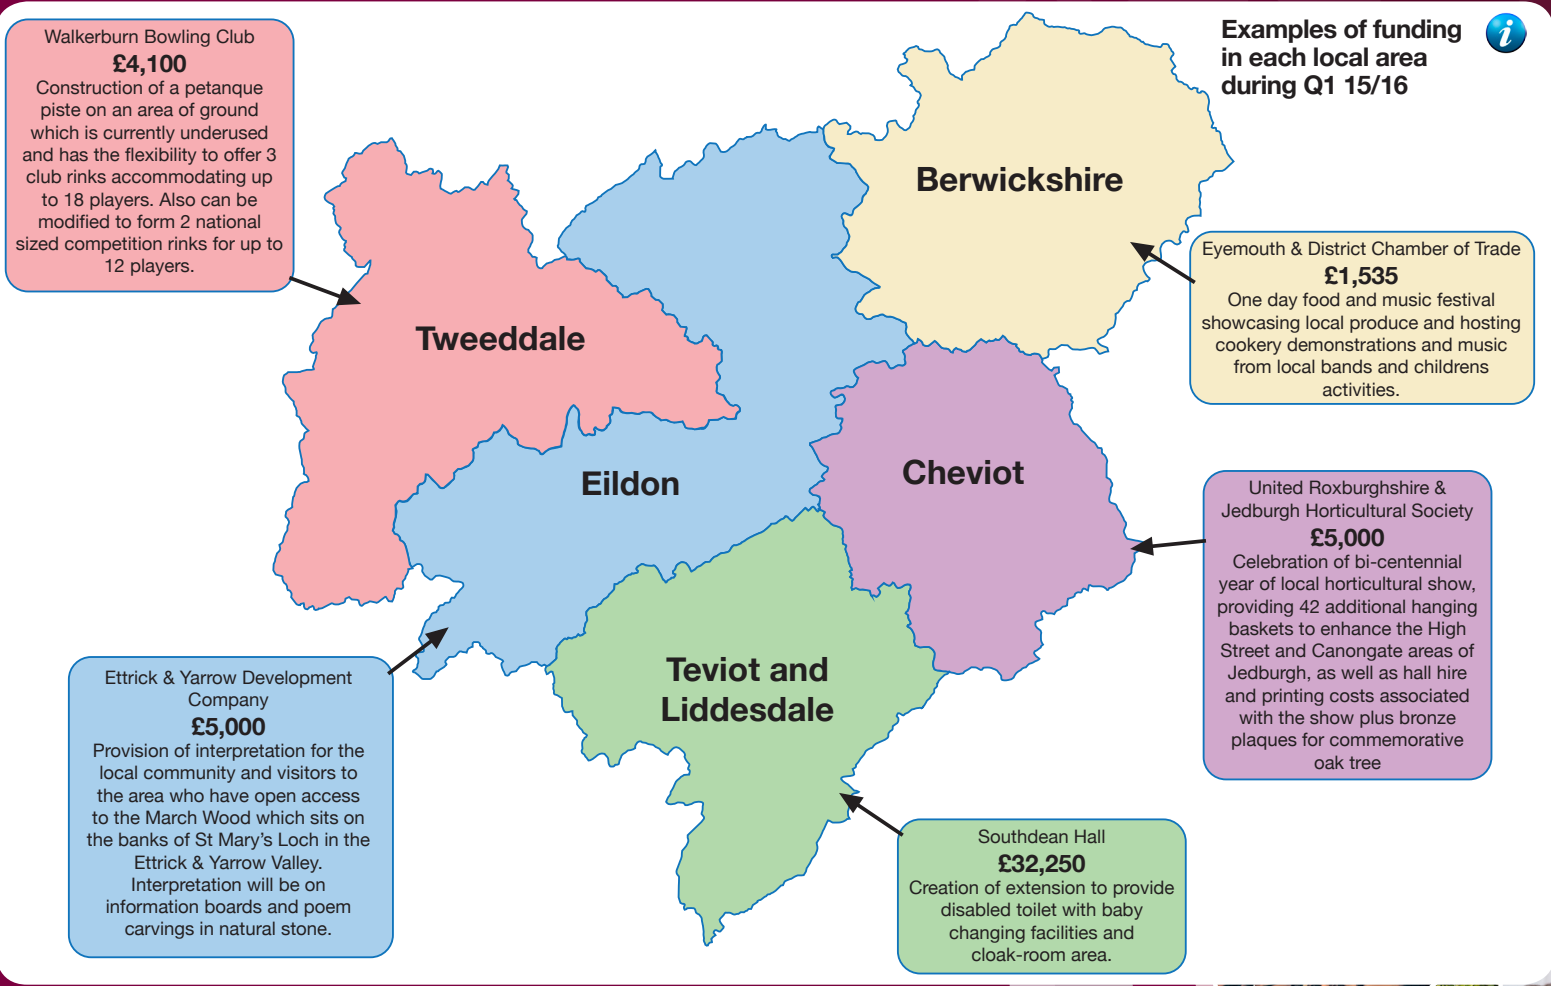 Examples of funding
in each local area
during Q1 15/16
i
Walkerburn Bowling Club
£4,100
Construction of a petanque
piste on an area of ground
which is currently underused
and has the flexibility to offer 3
club rinks accommodating up
to 18 players. Also can be
modified to form 2 national
sized competition rinks for up to
12 players.
Berwickshire
Eyemouth & District Chamber of Trade
£1,535
One day food and music festival
showcasing local produce and hosting
cookery demonstrations and music
from local bands and childrens
activities.
Tweeddale
Eildon
Cheviot
United Roxburghshire &
Jedburgh Horticultural Society
£5,000
Celebration of bi-centennial
year of local horticultural show,
providing 42 additional hanging
baskets to enhance the High
Street and Canongate areas of
Jedburgh, as well as hall hire
and printing costs associated
with the show plus bronze
plaques for commemorative
oak tree
Teviot and
Liddesdale
Ettrick & Yarrow Development
Company
£5,000
Provision of interpretation for the
local community and visitors to
the area who have open access
to the March Wood which sits on
the banks of St Mary's Loch in the
Ettrick & Yarrow Valley.
Interpretation will be on
information boards and poem
carvings in natural stone.
Southdean Hall
£32,250
Creation of extension to provide
disabled toilet with baby
changing facilities and
cloak-room area.